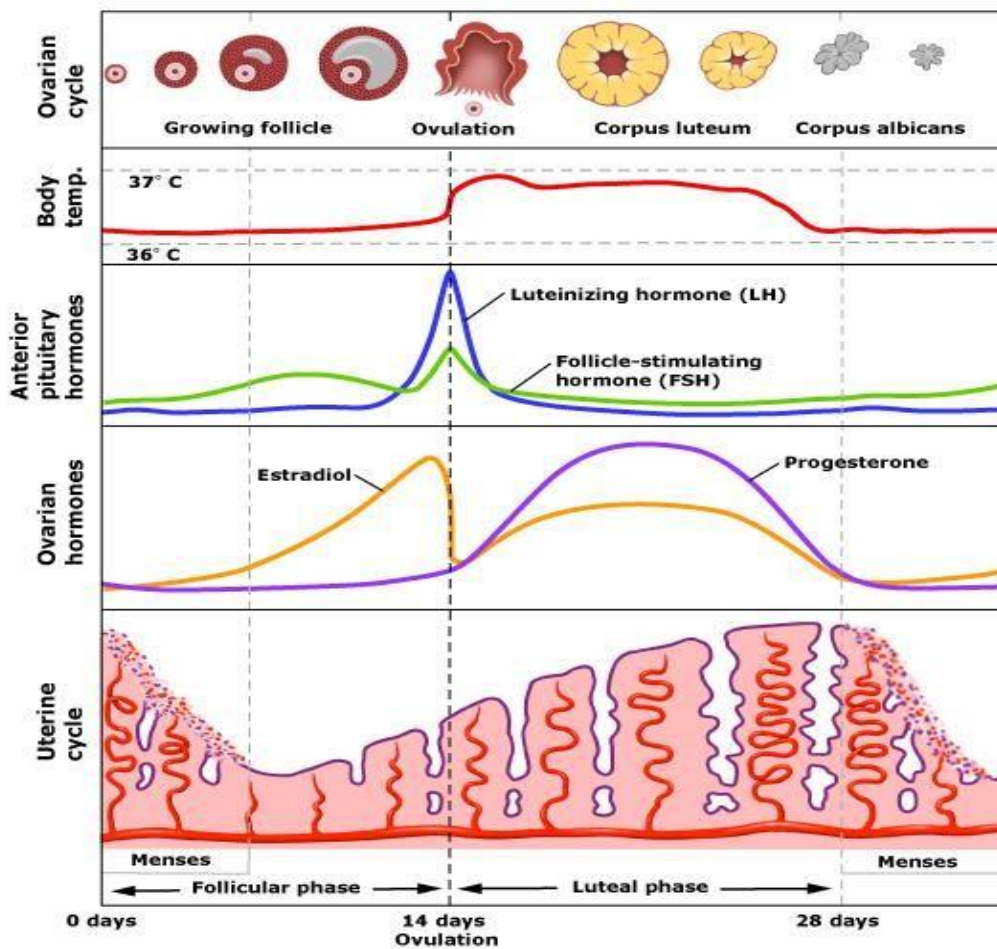 Ovarian
cycle
Growing follicle
Ovulation
Corpus luteum
Corpus albicans
Body
temp.
37° C
36° C
Anterior
pituitary
hormones
Luteinizing hormone (LH)
Follicle-stimulating
hormone (FSH)
Ovarian
hormones
Estradiol
Progesterone
Uterine
cycle
Menses
Menses
Follicular phase
Luteal phase
0 days
14 days
Ovulation
28 days